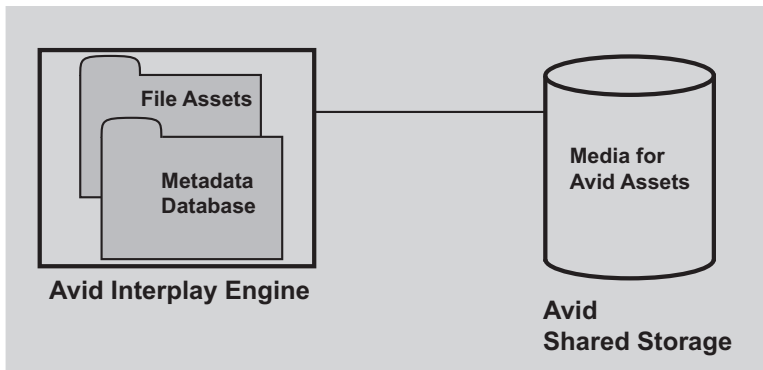 File Assets
Metadata
Database
Avid Interplay Engine
Media for
Avid Assets
Avid
Shared Storage